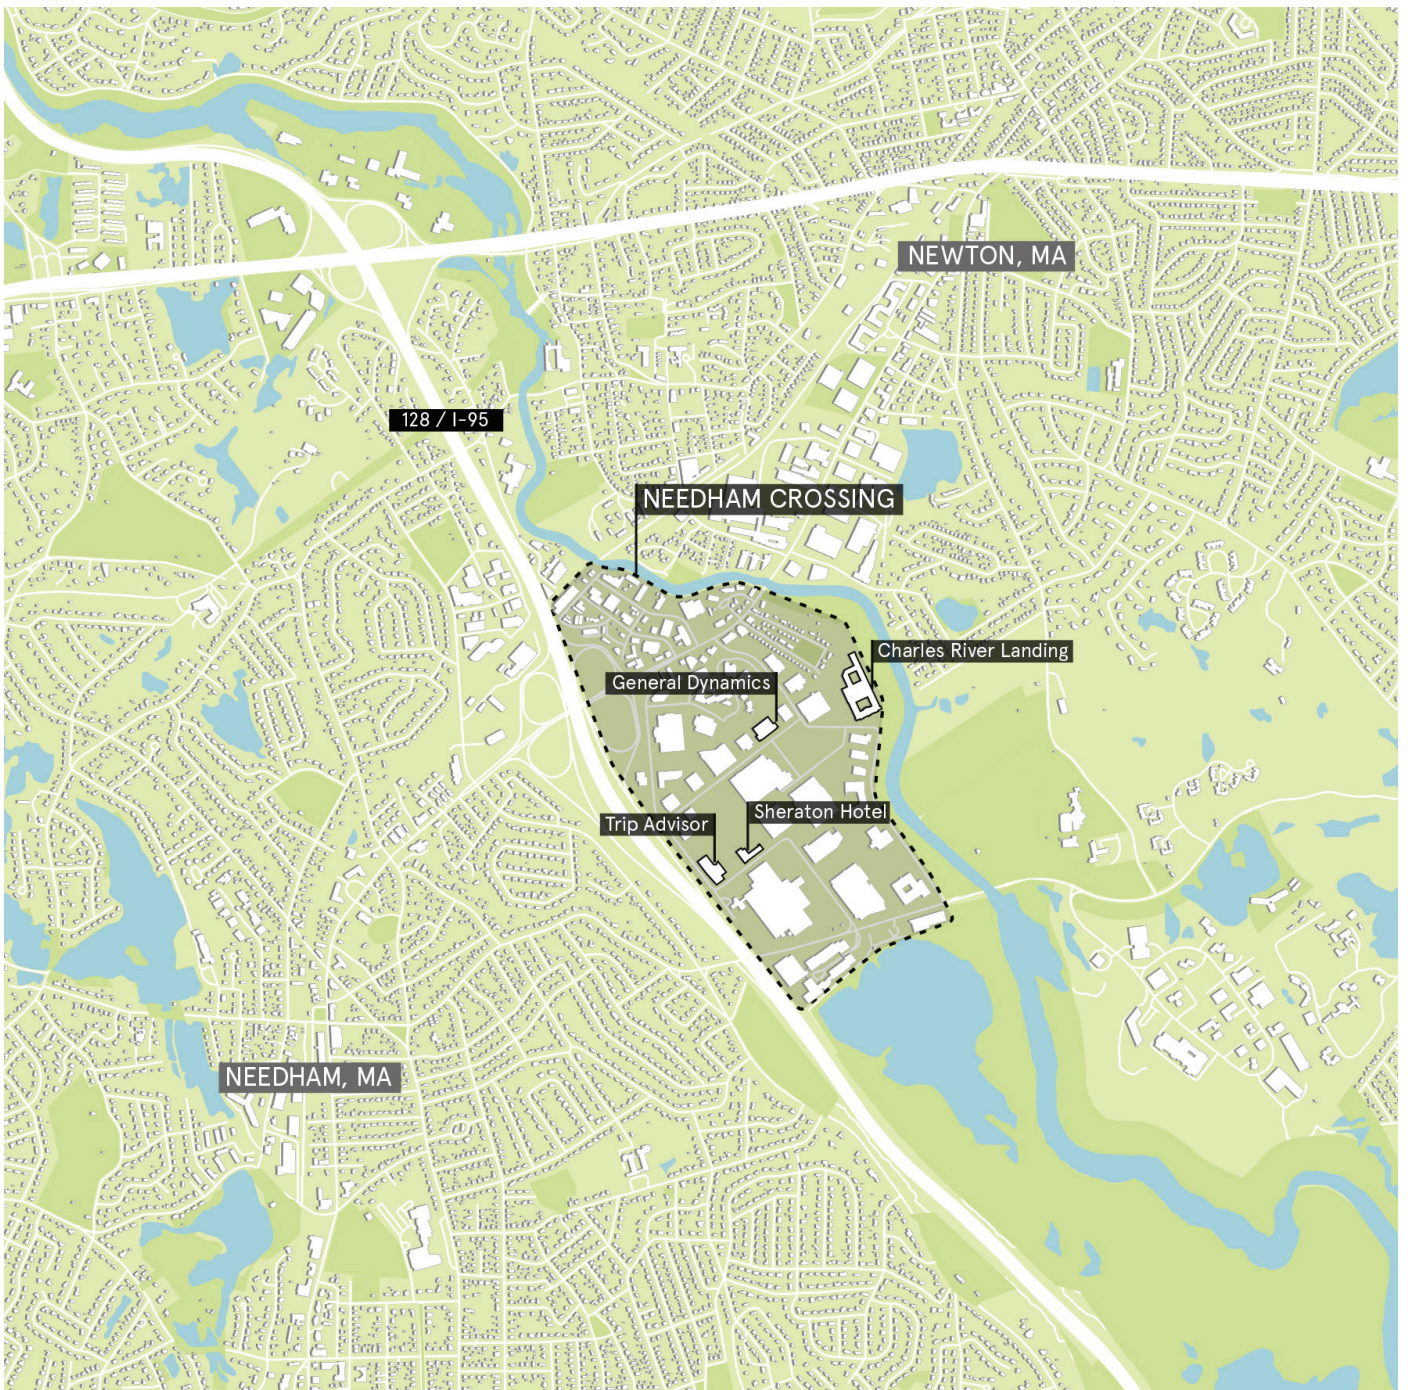 NEWTON, MA
128 / I-95
NEEDHAM CROSSING
Charles River Landing
General Dynamics
Sheraton Hotel
Trip Advisor
NEEDHAM, MA